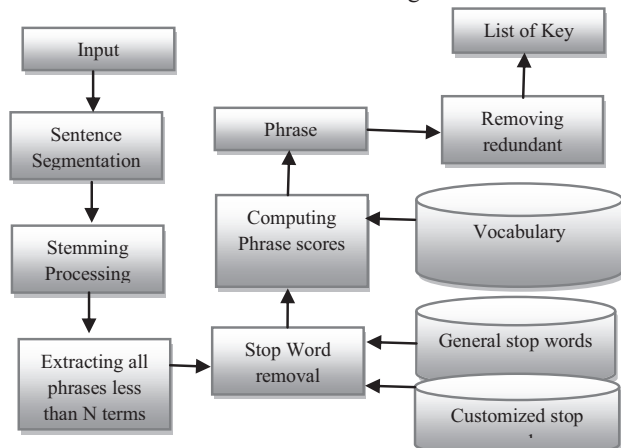 Input
Sentence
Segmentation
Stemming
Processing
Extracting all
phrases less
than N terms
Stop Word
removal
Computing
Phrase scores
Phrase
Removing
redundant
List of Key
Vocabulary
General stop words
Customized stop